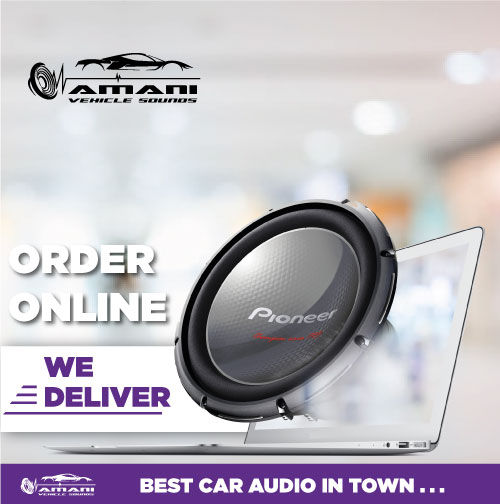 AMANI
VEHICLE SOUNDS
ORDER
ONLINE
Pioneer
WE
DELIVER
AMANI
VEHICLE SOUNDS
BEST CAR AUDIO IN TOWN . . .